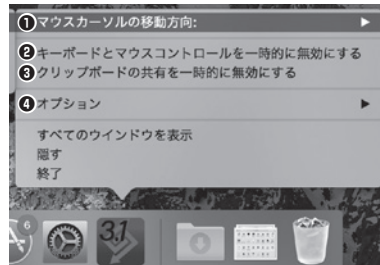 ❶マウスカーソルの移動方向:
❷キーボードとマウスコントロールを一時的に無効にする
❸クリップボードの共有を一時的に無効にする
❹オプション
すべてのウインドウを表示
隠す
終了
6
3.1